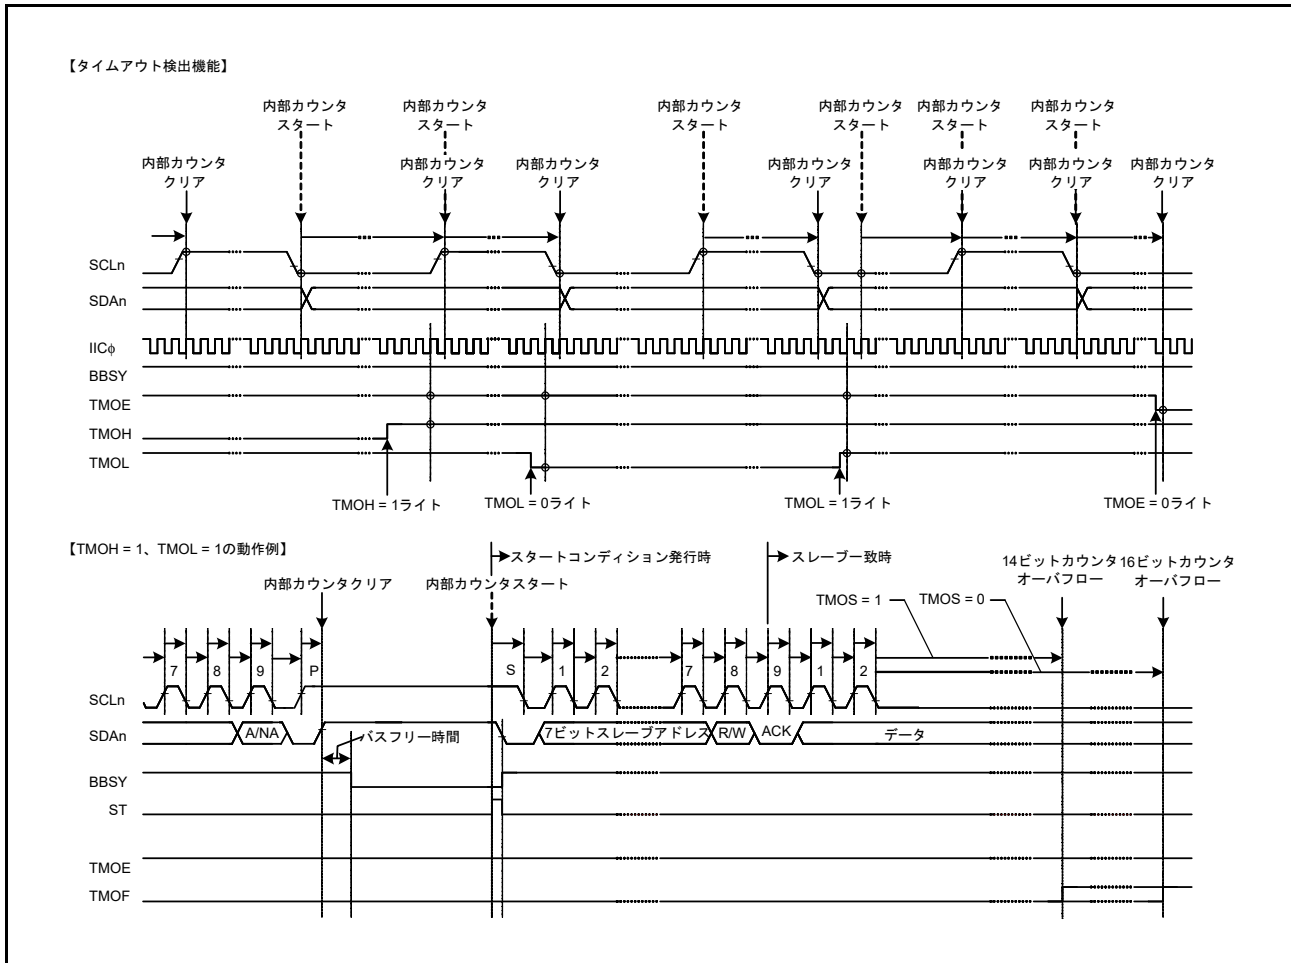 【タイムアウト検出機能】
内部カウンタ
スタート
内部カウンタ
スタート
内部カウンタ
スタート
内部カウンタ
スタート
内部カウンタ
スタート
内部カウンタ
スタート
内部カウンタ
クリア
内部カウンタ
クリア
内部カウンタ
クリア
内部カウンタ
クリア
内部カウンタ
クリア
内部カウンタ
クリア
内部カウンタ
クリア
SCLn
SDAn
IICφ
BBSY
TMOE
TMOH
TMOL
TMOH = 1ライト
TMOL = 0ライト
TMOL = 1ライト
TMOE = 0ライト
【TMOH = 1、TMOL = 1の動作例】
スタートコンディション発行時
スレーブ一致時
内部カウンタクリア
内部カウンタスタート
14ビットカウンタ
オーバフロー
16ビットカウンタ
オーバフロー
TMOS = 1
TMOS = 0
7 8 9 P S 1 2 7 8 9 1 2
SCLn
SDAn
A/NA
バスフリー時間
7ビットスレーブアドレス
R/W
ACK
データ
BBSY
ST
TMOE
TMOF